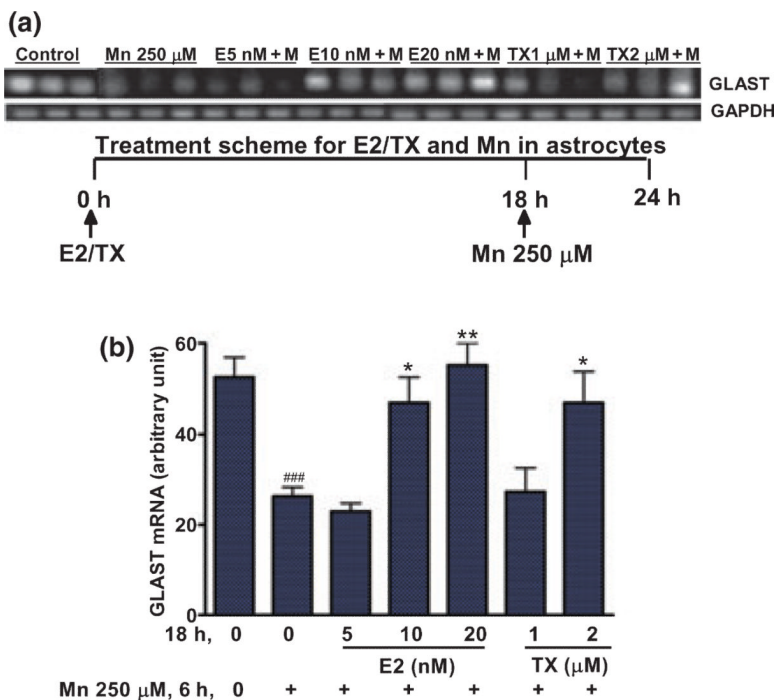 (a)
Control Mn 250 μM E5 nM + M E10 nM + M E20 nM + M TX1 μM + M TX2 μM + M
GLAST
GAPDH
Treatment scheme for E2/TX and Mn in astrocytes
0 h 18 h 24 h
E2/TX Mn 250 μM
(b)
GLAST mRNA (arbitrary unit)
60
40
20
0
### * ** *
18 h, 0 0 5 10 20 1 2
E2 (nM) TX (μM)
Mn 250 μM, 6 h, 0 + + + + + +